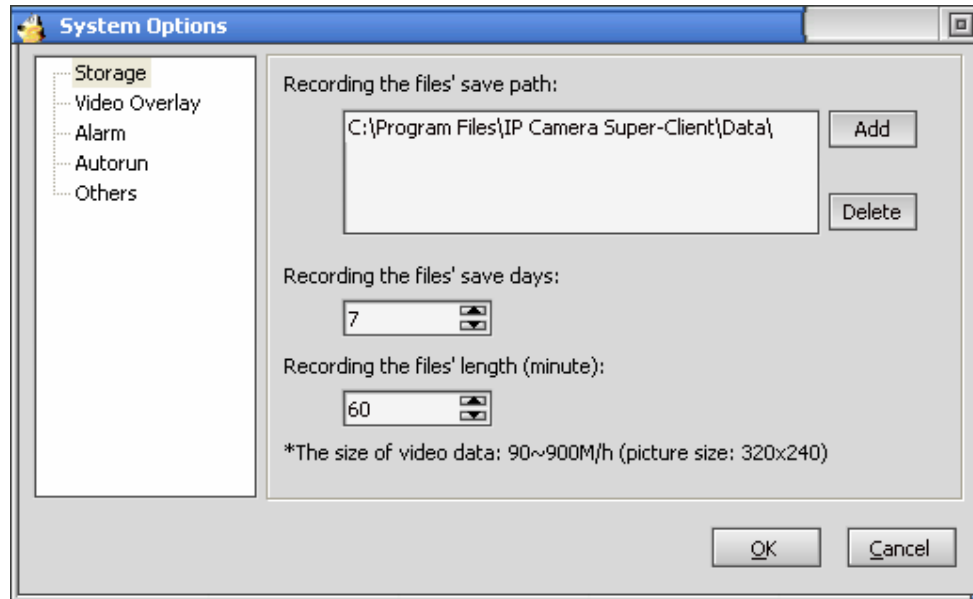 System Options
Storage
Video Overlay
Alarm
Autorun
Others
Recording the files' save path:
C:\Program Files\IP Camera Super-Client\Data\
Add
Delete
Recording the files' save days:
7
Recording the files' length (minute):
60
*The size of video data: 90~900M/h (picture size: 320x240)
OK
Cancel